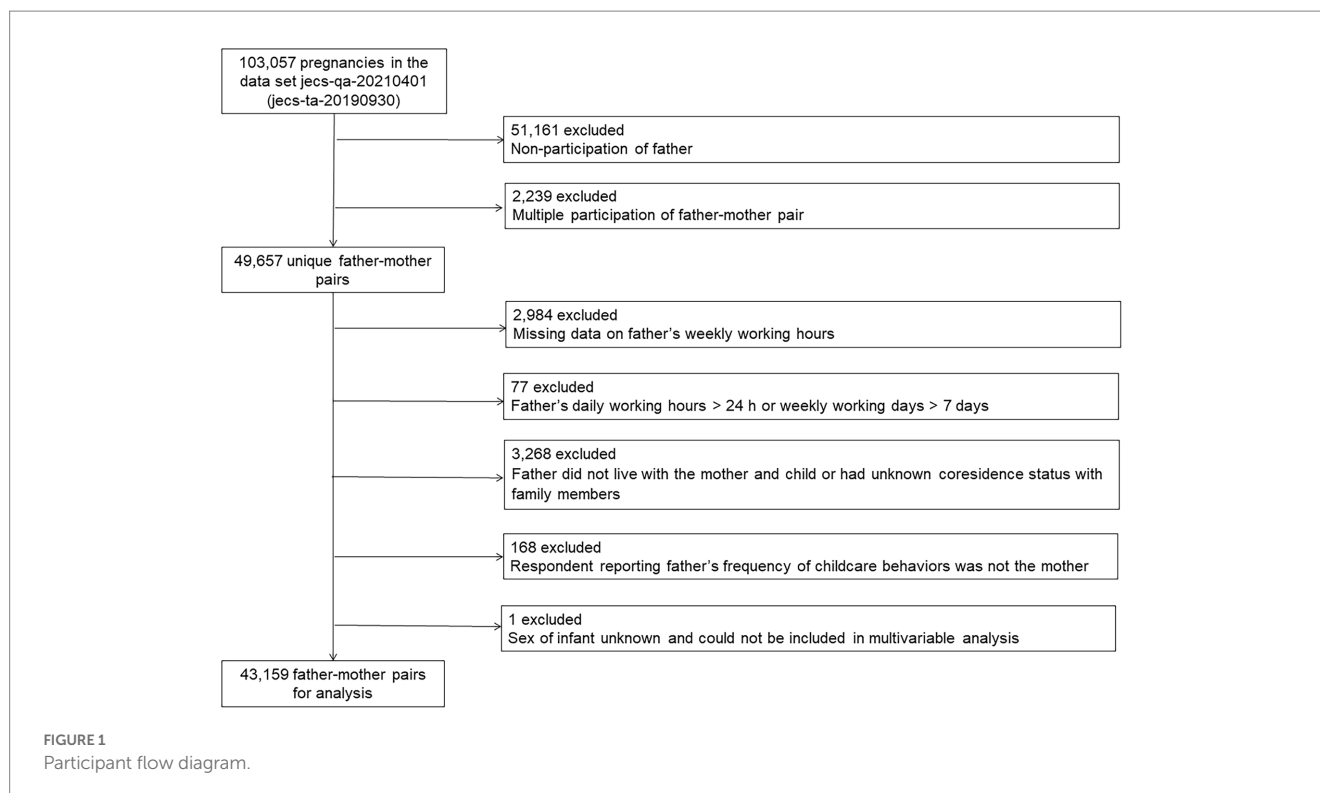 103,057 pregnancies in the
data set jecs-qa-20210401
(jecs-ta-20190930)
51,161 excluded
Non-participation of father
2,239 excluded
Multiple participation of father-mother pair
49,657 unique father-mother
pairs
2,984 excluded
Missing data on father’s weekly working hours
77 excluded
Father’s daily working hours > 24 h or weekly working days > 7 days
3,268 excluded
Father did not live with the mother and child or had unknown coresidence status with
family members
168 excluded
Respondent reporting father’s frequency of childcare behaviors was not the mother
1 excluded
Sex of infant unknown and could not be included in multivariable analysis
43,159 father-mother pairs
for analysis
FIGURE 1
Participant flow diagram.